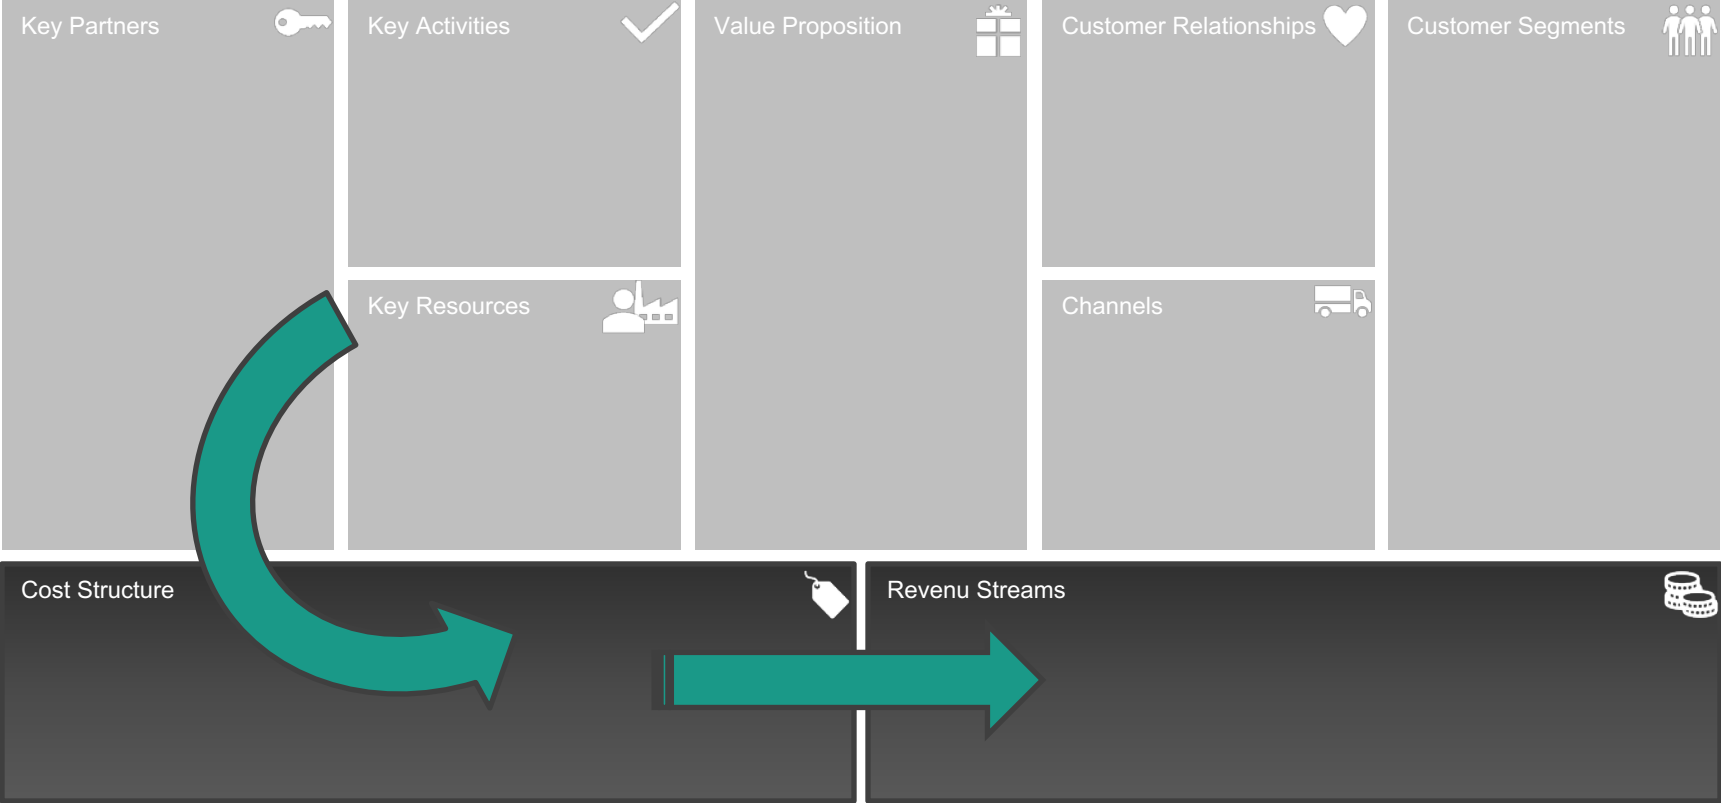 Key Partners
Key Activities
Value Proposition
Customer Relationships
Customer Segments
Key Resources
Channels
Cost Structure
Revenu Streams